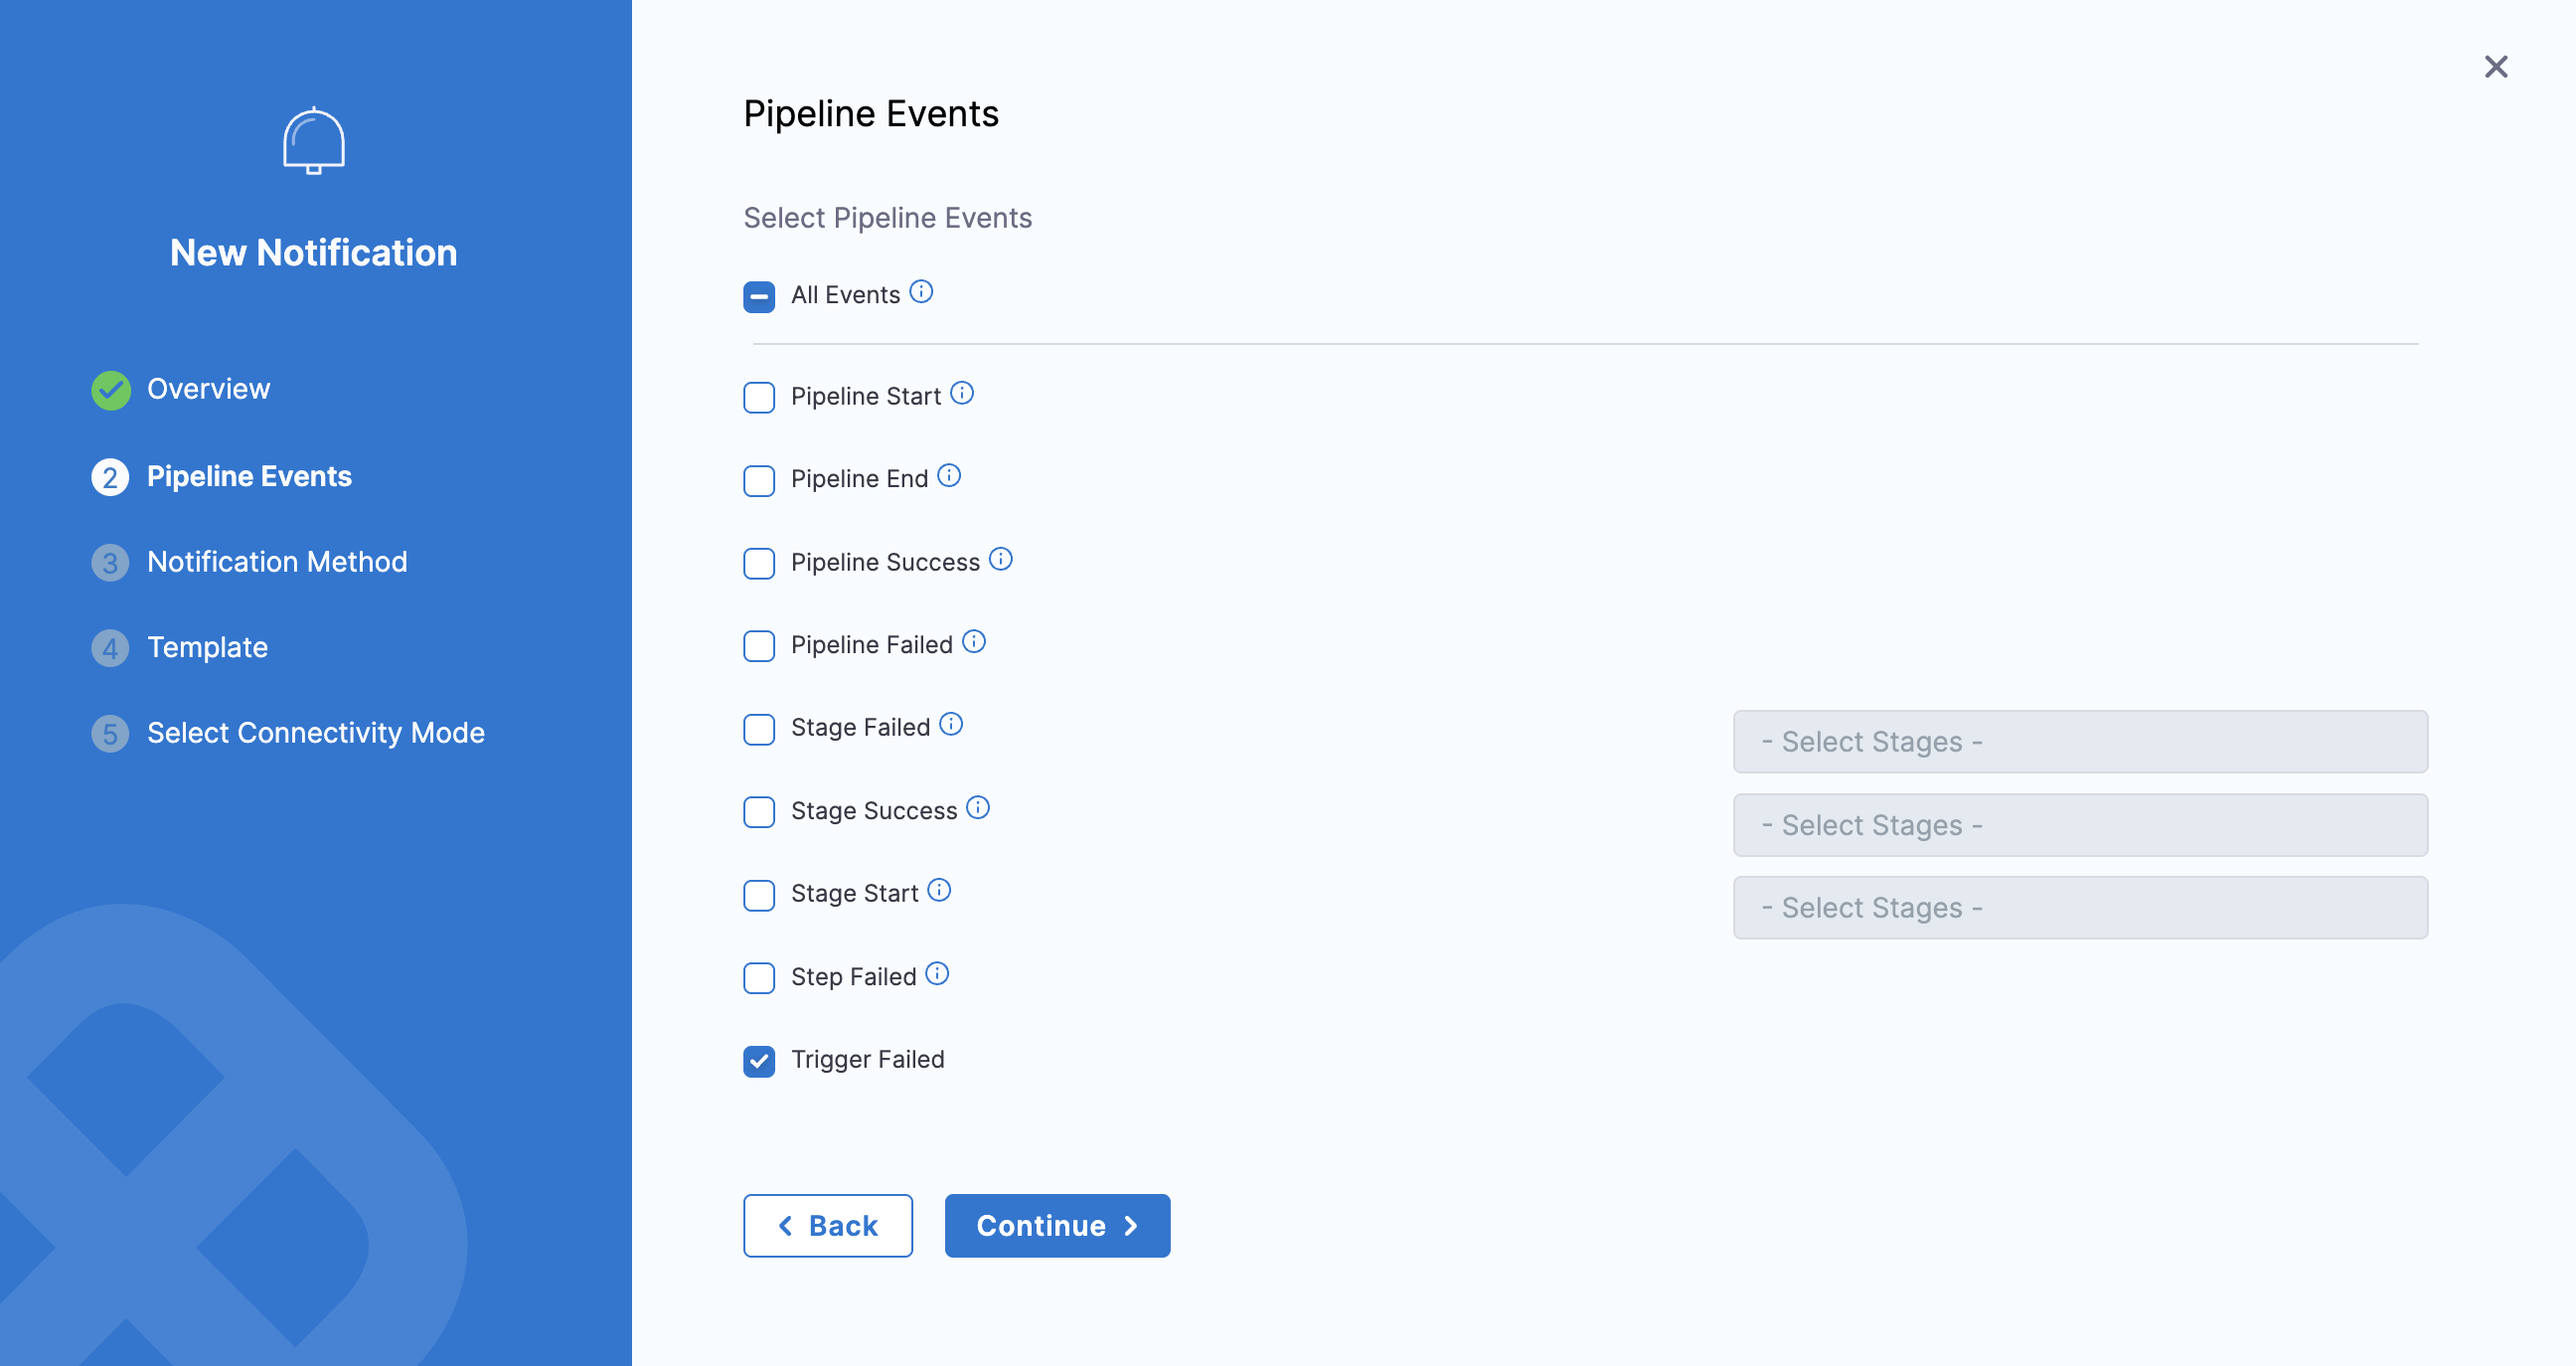 New Notification
Overview
2 Pipeline Events
3 Notification Method
4 Template
5 Select Connectivity Mode
Pipeline Events
Select Pipeline Events
All Events
Pipeline Start
Pipeline End
Pipeline Success
Pipeline Failed
Stage Failed
- Select Stages -
Stage Success
- Select Stages -
Stage Start
- Select Stages -
Step Failed
Trigger Failed
Back
Continue